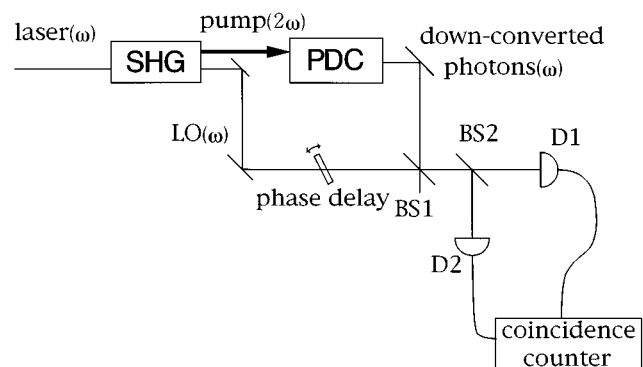 laser(ω)
pump(2ω)
SHG
PDC
down-converted
photons(ω)
LO(ω)
phase delay
BS1
BS2
D1
D2
coincidence
counter